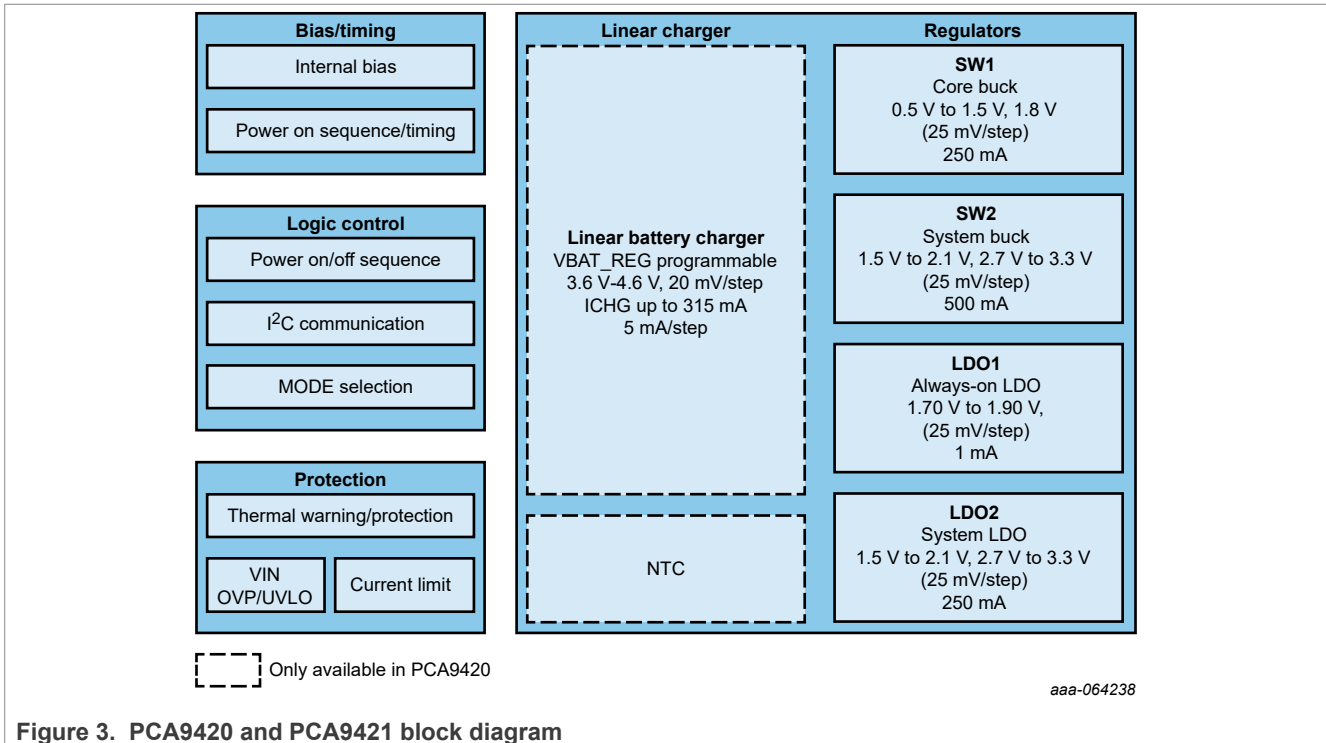 Bias/timing
Internal bias
Power on sequence/timing
Logic control
Power on/off sequence
I2C communication
MODE selection
Protection
Thermal warning/protection
VIN
OVP/UVLO
Current limit
Linear charger
Linear battery charger
VBAT_REG programmable
3.6 V-4.6 V, 20 mV/step
ICHG up to 315 mA
5 mA/step
NTC
Regulators
SW1
Core buck
0.5 V to 1.5 V, 1.8 V
(25 mV/step)
250 mA
SW2
System buck
1.5 V to 2.1 V, 2.7 V to 3.3 V
(25 mV/step)
500 mA
LDO1
Always-on LDO
1.70 V to 1.90 V,
(25 mV/step)
1 mA
LDO2
System LDO
1.5 V to 2.1 V, 2.7 V to 3.3 V
(25 mV/step)
250 mA
Only available in PCA9420
aaa-064238
Figure 3. PCA9420 and PCA9421 block diagram